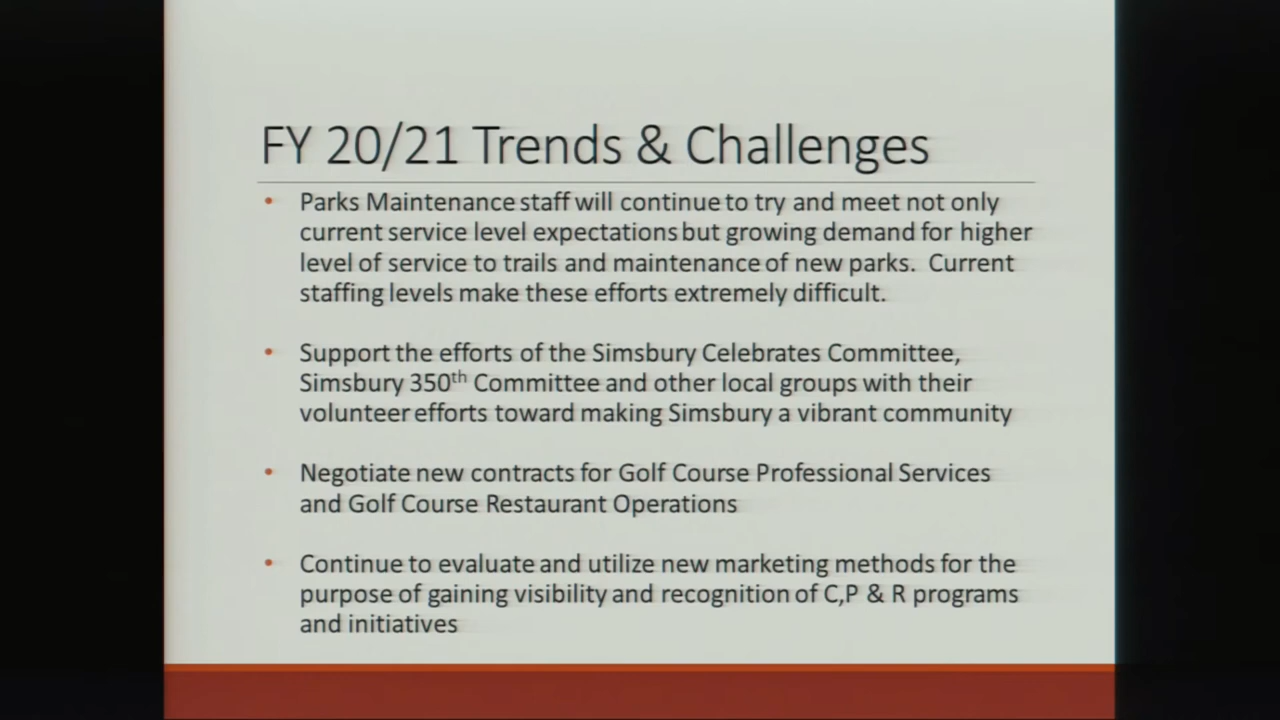 FY 20/21 Trends & Challenges
• Parks Maintenance staff will continue to try and meet not only
current service level expectations but growing demand for higher
level of service to trails and maintenance of new parks. Current
staffing levels make these efforts extremely difficult.
• Support the efforts of the Simsbury Celebrates Committee,
Simsbury 350th Committee and other local groups with their
volunteer efforts toward making Simsbury a vibrant community
• Negotiate new contracts for Golf Course Professional Services
and Golf Course Restaurant Operations
• Continue to evaluate and utilize new marketing methods for the
purpose of gaining visibility and recognition of C,P & R programs
and initiatives